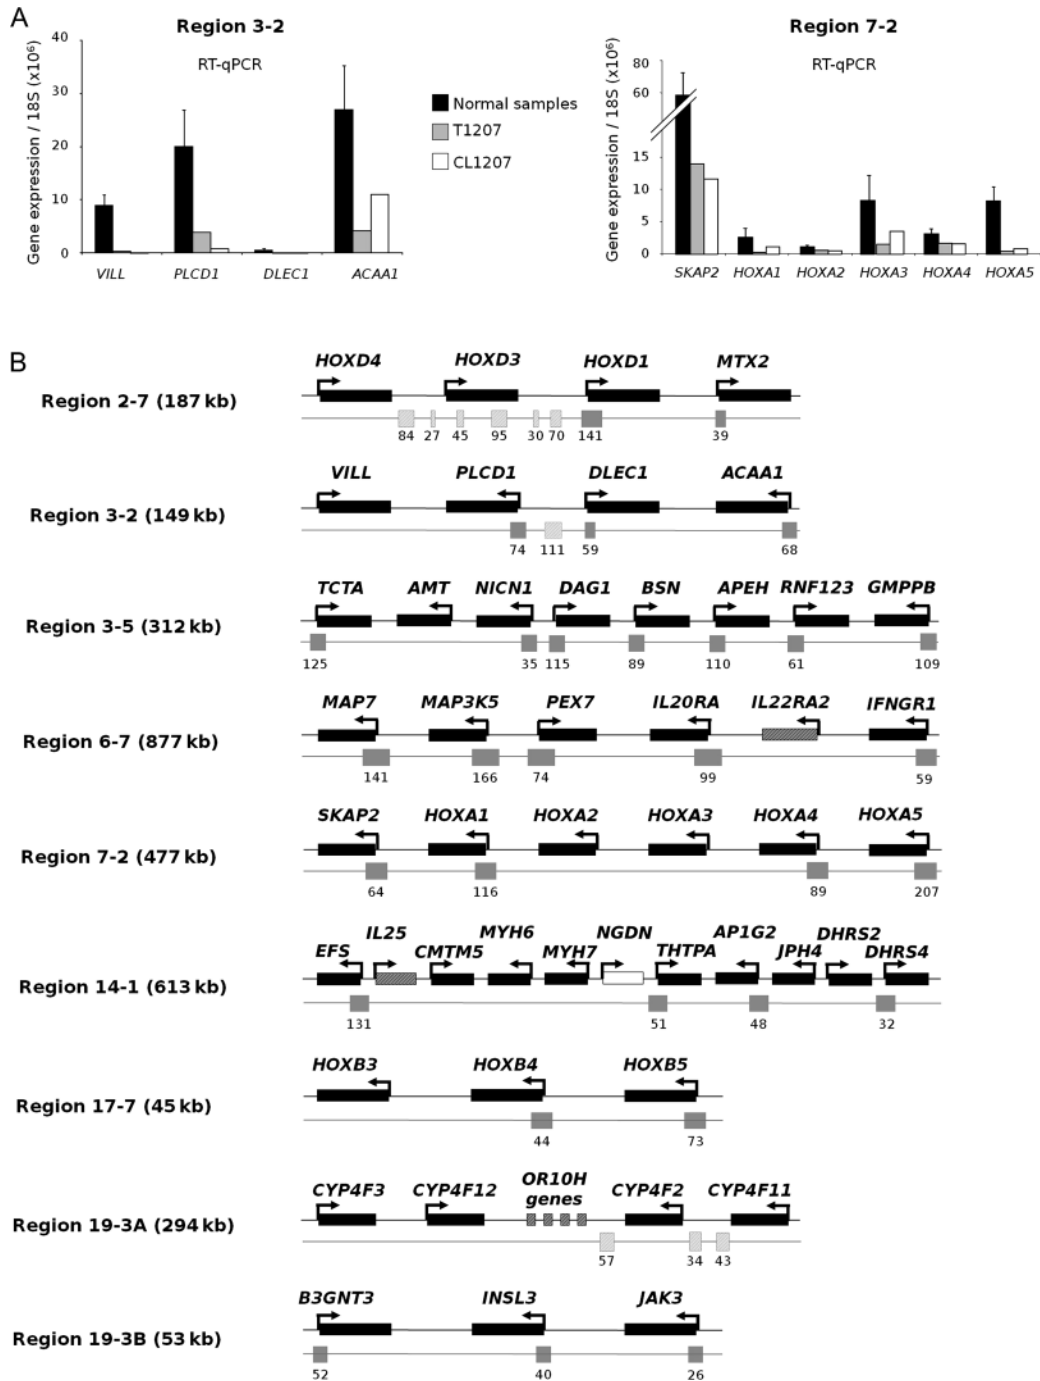 A
Region 3-2
RT-qPCR
Gene expression / 18S (x10⁶)
40
30
20
10
0
VILL PLCD1 DLEC1 ACAA1
Normal samples
T1207
CL1207
Region 7-2
RT-qPCR
Gene expression / 18S (x10⁶)
80
60
15
10
5
0
SKAP2 HOXA1 HOXA2 HOXA3 HOXA4 HOXA5
B
Region 2-7 (187 kb)
HOXD4 HOXD3 HOXD1 MTX2
84 27 45 95 30 70 141 39
Region 3-2 (149 kb)
VILL PLCD1 DLEC1 ACAA1
74 111 59 68
Region 3-5 (312 kb)
TCTA AMT NICN1 DAG1 BSN APEH RNF123 GMPPB
125 35 115 89 110 61 109
Region 6-7 (877 kb)
MAP7 MAP3K5 PEX7 IL20RA IL22RA2 IFNGR1
141 166 74 99 59
Region 7-2 (477 kb)
SKAP2 HOXA1 HOXA2 HOXA3 HOXA4 HOXA5
64 116 89 207
Region 14-1 (613 kb)
EFS IL25 CMTM5 MYH6 MYH7 NGDN THTPA AP1G2 JPH4 DHRS2 DHRS4
131 51 48 32
Region 17-7 (45 kb)
HOXB3 HOXB4 HOXB5
44 73
Region 19-3A (294 kb)
CYP4F3 CYP4F12 OR10H genes CYP4F2 CYP4F11
57 34 43
Region 19-3B (53 kb)
B3GNT3 INSL3 JAK3
52 40 26